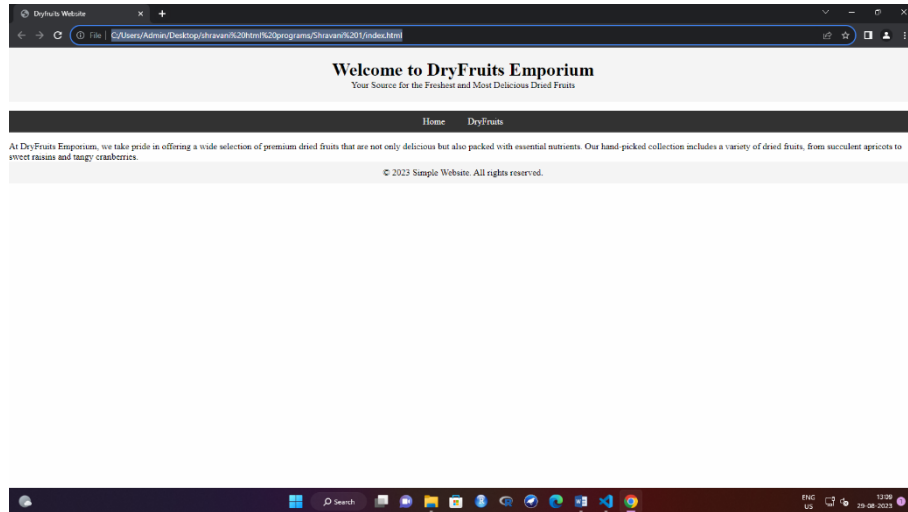 Dryfruits Website
File | C:/Users/Admin/Desktop/shravani%20html%20programs/Shravani%201/index.html
Welcome to DryFruits Emporium
Your Source for the Freshest and Most Delicious Dried Fruits
Home DryFruits
At DryFruits Emporium, we take pride in offering a wide selection of premium dried fruits that are not only delicious but also packed with essential nutrients. Our hand-picked collection includes a variety of dried fruits, from succulent apricots to
sweet raisins and tangy cranberries.
© 2023 Simple Website. All rights reserved.
Search
ENG 13:09
US 29-08-2023